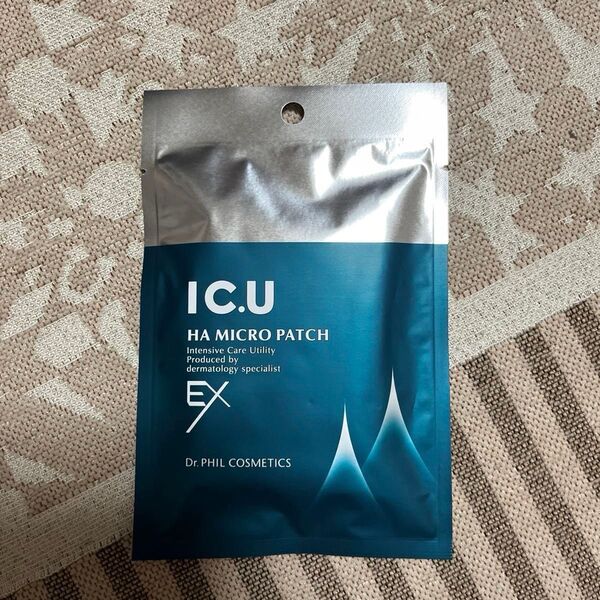 IC.U
HA MICRO PATCH
Intensive Care Utility
Produced by
dermatology specialist
EX
Dr. PHIL COSMETICS